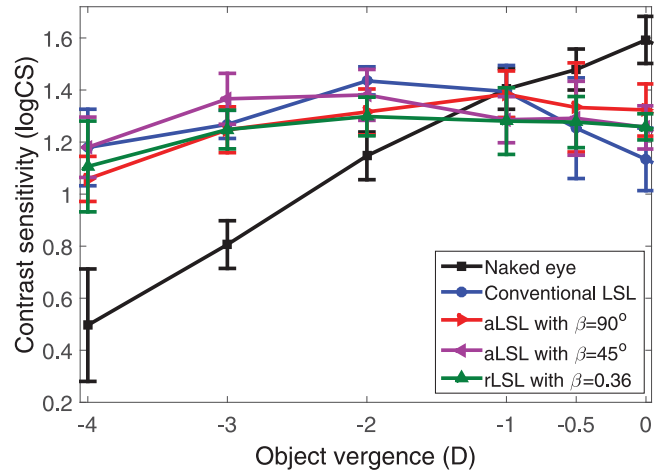 Contrast sensitivity (logCS)
1.6
1.4
1.2
1
0.8
0.6
0.4
0.2
-4
-3
-2
-1
-0.5
0
Object vergence (D)
Naked eye
Conventional LSL
aLSL with β=90°
aLSL with β=45°
rLSL with β=0.36